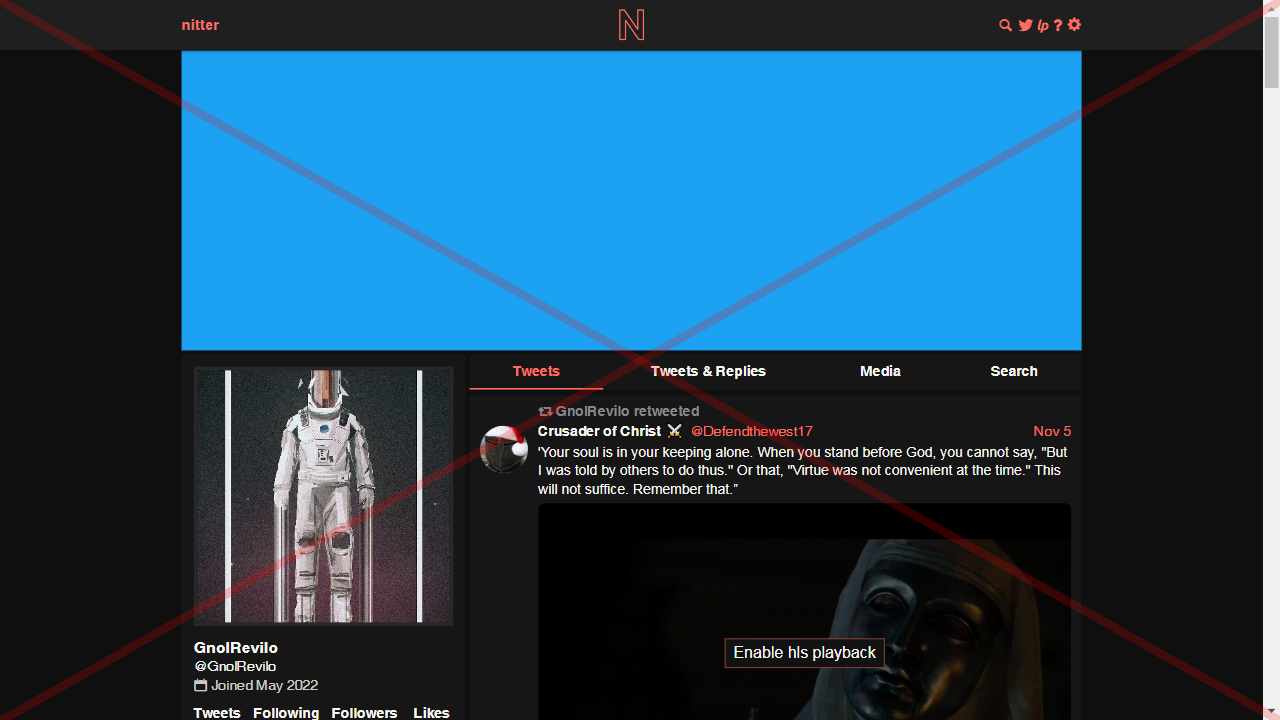 nitter
N
lp ?
Tweets
Tweets & Replies
Media
Search
GnolRevilo retweeted
Crusader of Christ ⚔ @Defendthewest17
Nov 5
'Your soul is in your keeping alone. When you stand before God, you cannot say, "But
I was told by others to do thus." Or that, "Virtue was not convenient at the time." This
will not suffice. Remember that.”
Enable hls playback
GnolRevilo
@GnolRevilo
Joined May 2022
Tweets
Following
Followers
Likes